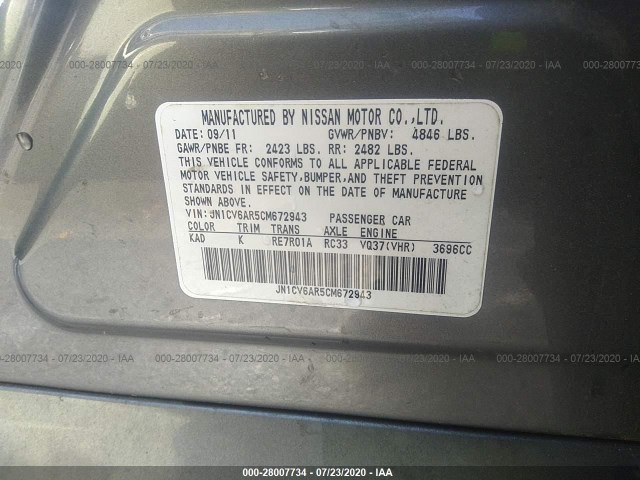 MANUFACTURED BY NISSAN MOTOR CO.,LTD.
DATE: 09/11 GVWR/PNBV: 4846 LBS.
GAWR/PNBE FR: 2423 LBS. RR: 2482 LBS.
THIS VEHICLE CONFORMS TO ALL APPLICABLE FEDERAL
MOTOR VEHICLE SAFETY,BUMPER,AND THEFT PREVENTION
STANDARDS IN EFFECT ON THE DATE OF MANUFACTURE
SHOWN ABOVE.
VIN:JN1CV6AR5CM672943 PASSENGER CAR
COLOR TRIM TRANS AXLE ENGINE
KAD K RE7R01A RC33 VQ37(VHR) 3696CC
JN1CV6AR5CM672943
000-28007734 - 07/23/2020 - IAA